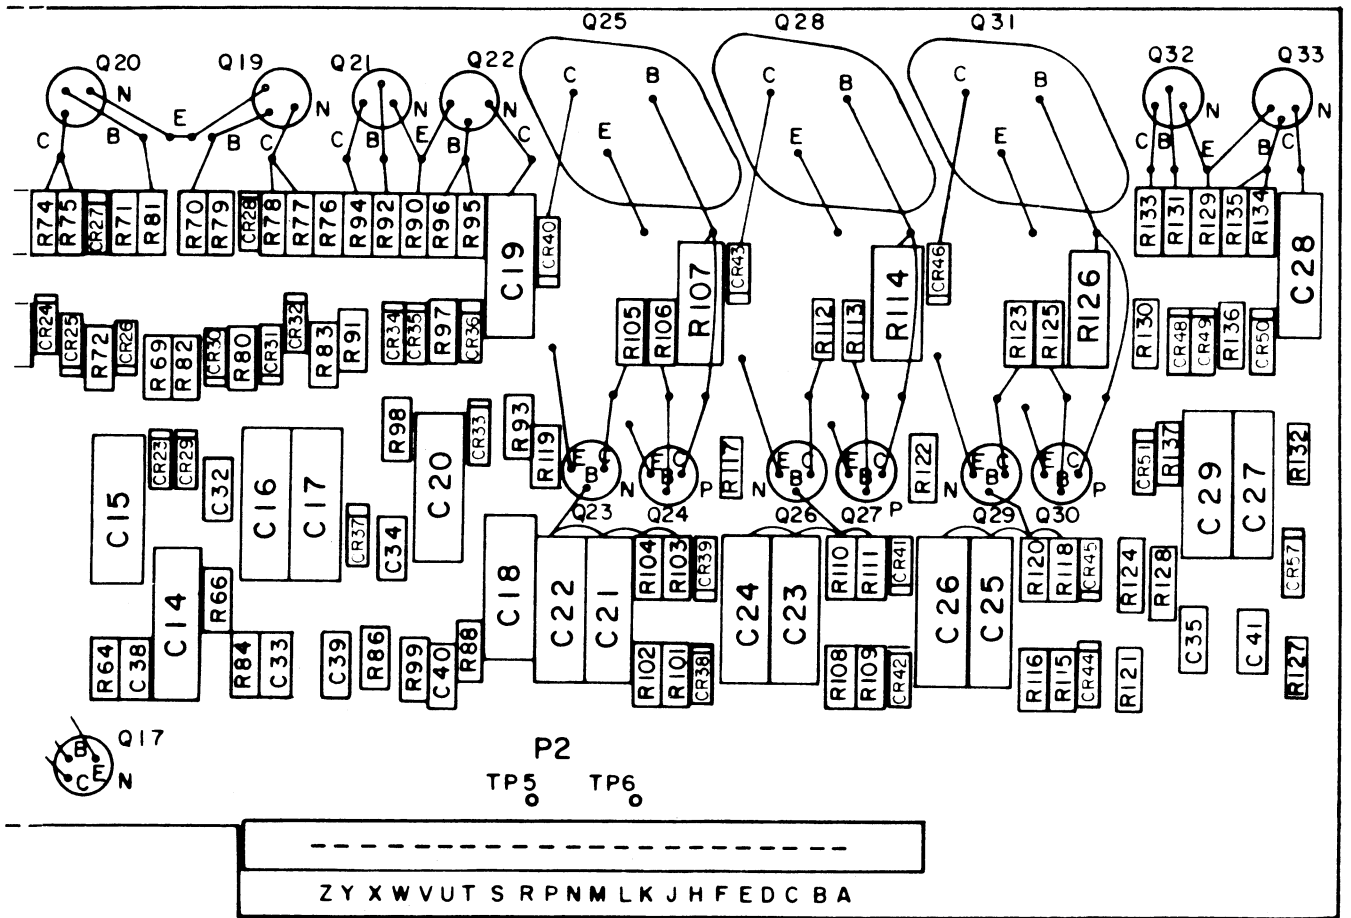 Q25 Q28 Q31
Q20 Q19 Q21 Q22 Q32 Q33
C B C B C B
N N N N N
E
B B E B E
C C C C B E B C
E E E
R74 R75 CR27 R71 R81 R70 R79 CR28 R78 R77 R76 R94 R92 R90 R96 R95 C19 CR40 R107 CR43 R114 CR46 R126 R133 R131 R129 R135 R134 C28
CR24 CR25 R72 CR26 R69 R82 CR30 R80 CR31 CR32 R83 R91 CR34 CR35 R97 CR36 R105 R106 R112 R113 R123 R125 R130 CR48 CR49 R136 CR50
C15 CR23 CR29 C32 C16 C17 CR37 C34 R98 C20 CR33 R93 R119 R117 R122 CR51 R137 C29 C27 R132
E C B N E C B P N E C B E C B P N E C B E C B P
Q23 Q24 Q26 Q27 Q29 Q30
C14 R66 C18 C22 C21 R104 R103 CR39 C24 C23 R110 R111 CR41 C26 C25 R120 R118 CR45 R124 R128 CR57
R64 C38 R84 C33 C39 R86 R99 C40 R88 R102 R101 CR38 R108 R109 CR42 R116 R115 CR44 R121 C35 C41 R127
Q17
B
C E N
P2
TP5 TP6
Z Y X W V U T S R P N M L K J H F E D C B A